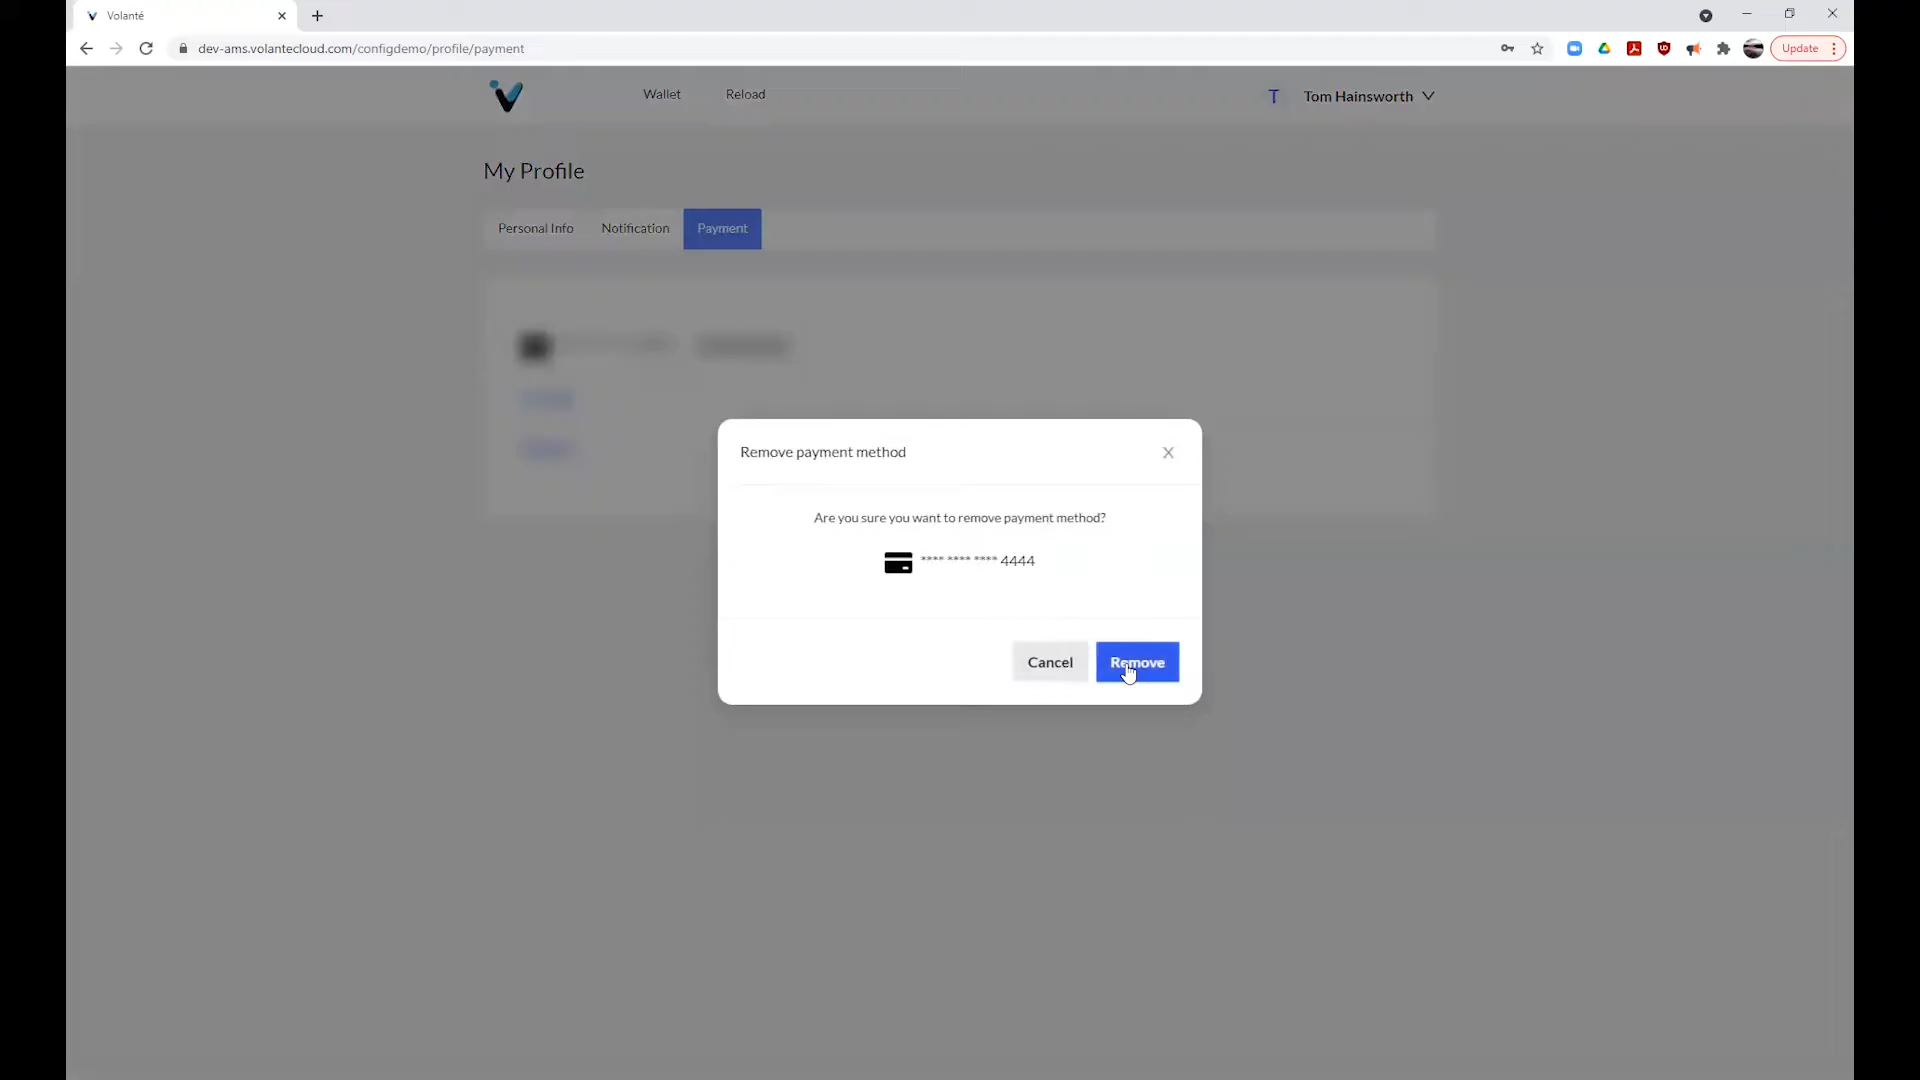 Volanté
dev-ams.volantecloud.com/configdemo/profile/payment
Update
Wallet Reload
T Tom Hainsworth
My Profile
Personal Info Notification Payment
Remove payment method
X
Are you sure you want to remove payment method?
**** **** **** 4444
Cancel Remove